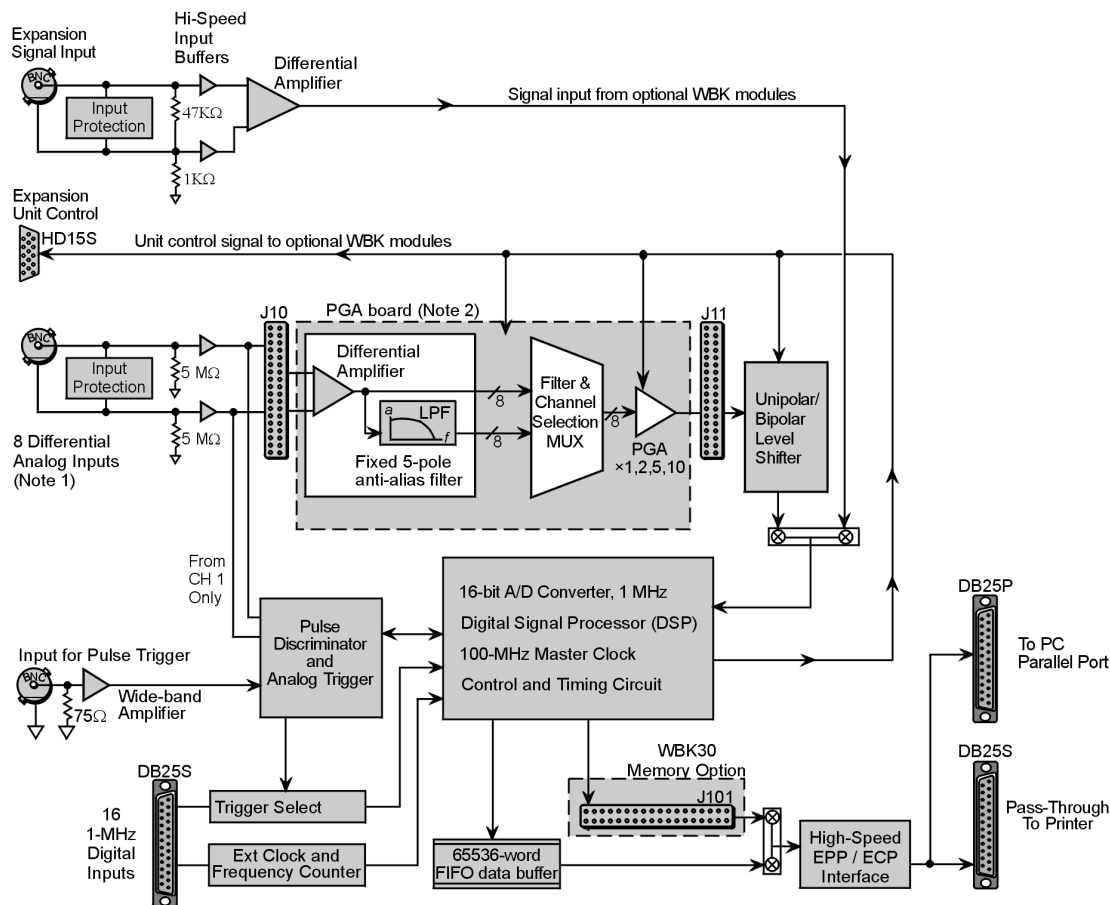 Expansion
Signal Input
BNC
Input
Protection
Hi-Speed
Input
Buffers
47KΩ
1KΩ
Differential
Amplifier
Signal input from optional WBK modules
Expansion
Unit Control
HD15S
Unit control signal to optional WBK modules
BNC
Input
Protection
5 MΩ
5 MΩ
8 Differential
Analog Inputs
(Note 1)
J10
PGA board (Note 2)
Differential
Amplifier
a
LPF
f
Fixed 5-pole
anti-alias filter
8
8
Filter &
Channel
Selection
MUX
8
PGA
×1,2,5,10
J11
Unipolar/
Bipolar
Level
Shifter
From
CH 1
Only
Pulse
Discriminator
and
Analog Trigger
16-bit A/D Converter, 1 MHz
Digital Signal Processor (DSP)
100-MHz Master Clock
Control and Timing Circuit
Input for Pulse Trigger
BNC
75Ω
Wide-band
Amplifier
DB25S
16
1-MHz
Digital
Inputs
Trigger Select
Ext Clock and
Frequency Counter
65536-word
FIFO data buffer
WBK30
Memory Option
J101
High-Speed
EPP / ECP
Interface
DB25P
To PC
Parallel Port
DB25S
Pass-Through
To Printer